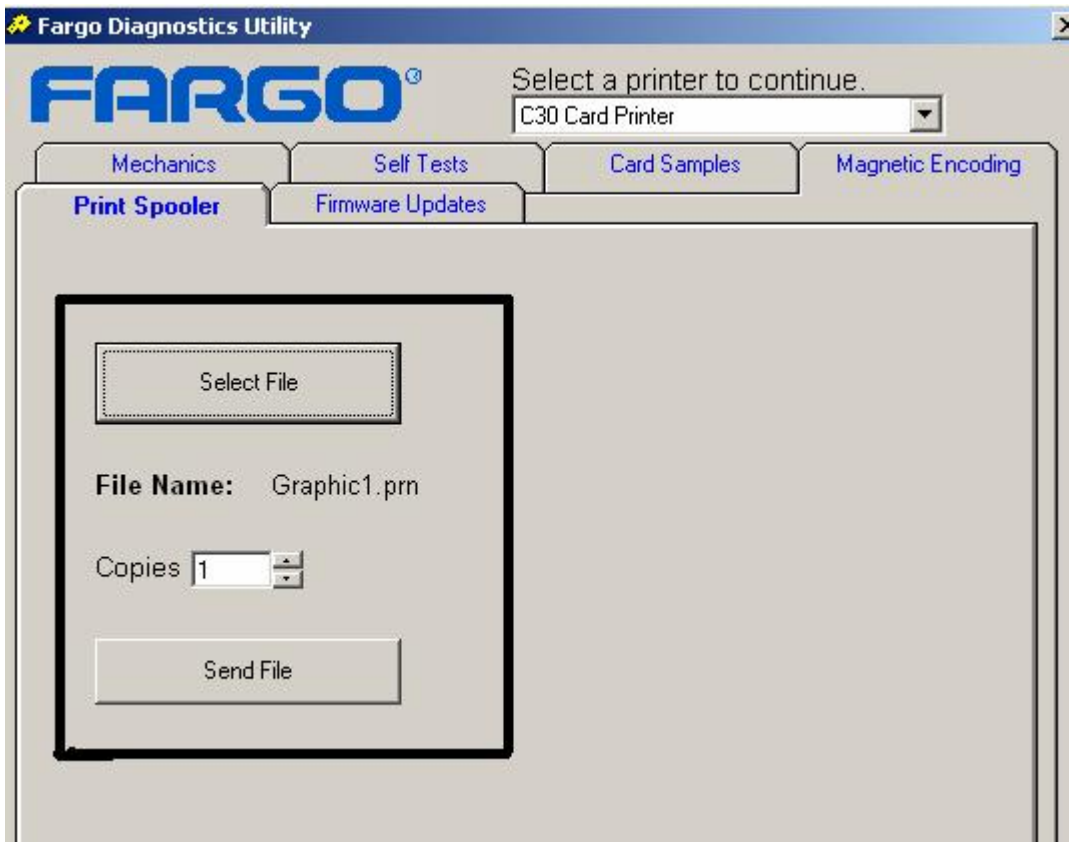 Fargo Diagnostics Utility
FARGO®
Select a printer to continue.
C30 Card Printer
Mechanics Self Tests Card Samples Magnetic Encoding
Print Spooler Firmware Updates
Select File
File Name: Graphic1.prn
Copies 1
Send File